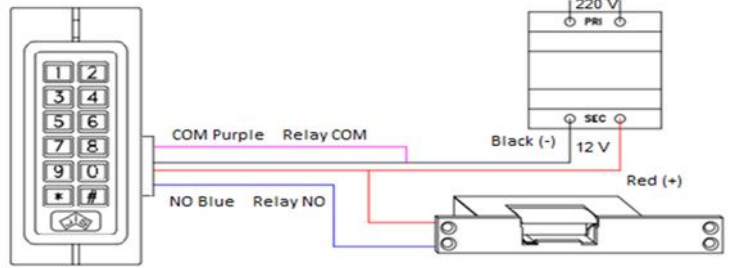 220 V
PRI
1 2
3 4
5 6
7 8
9 0
* #
COM Purple Relay COM
SEC
Black (-) 12 V
Red (+)
NO Blue Relay NO